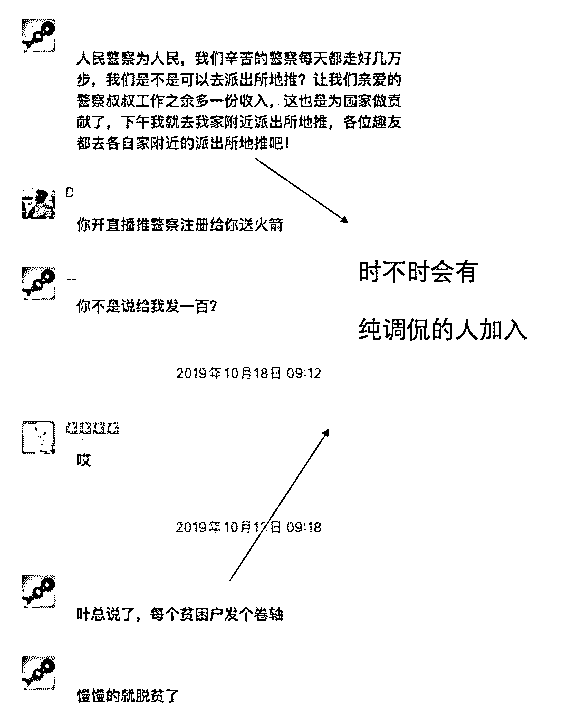 人民警察为人民，我们辛苦的警察每天都走好几万
步，我们是不是可以去派出所地推？让我们亲爱的
警察叔叔工作之余多一份收入，这也是为国家做贡
献了，下午我就去我家附近派出所地推，各位趣友
都去各自家附近的派出所地推吧！
D
你开直播推警察注册给你送火箭
时不时会有
你不是说给我发一百？
纯调侃的人加入
2019年10月18日 09:12
哎
2019年10月18日 09:18
叶总说了，每个贫困户发个卷轴
慢慢的就脱贫了